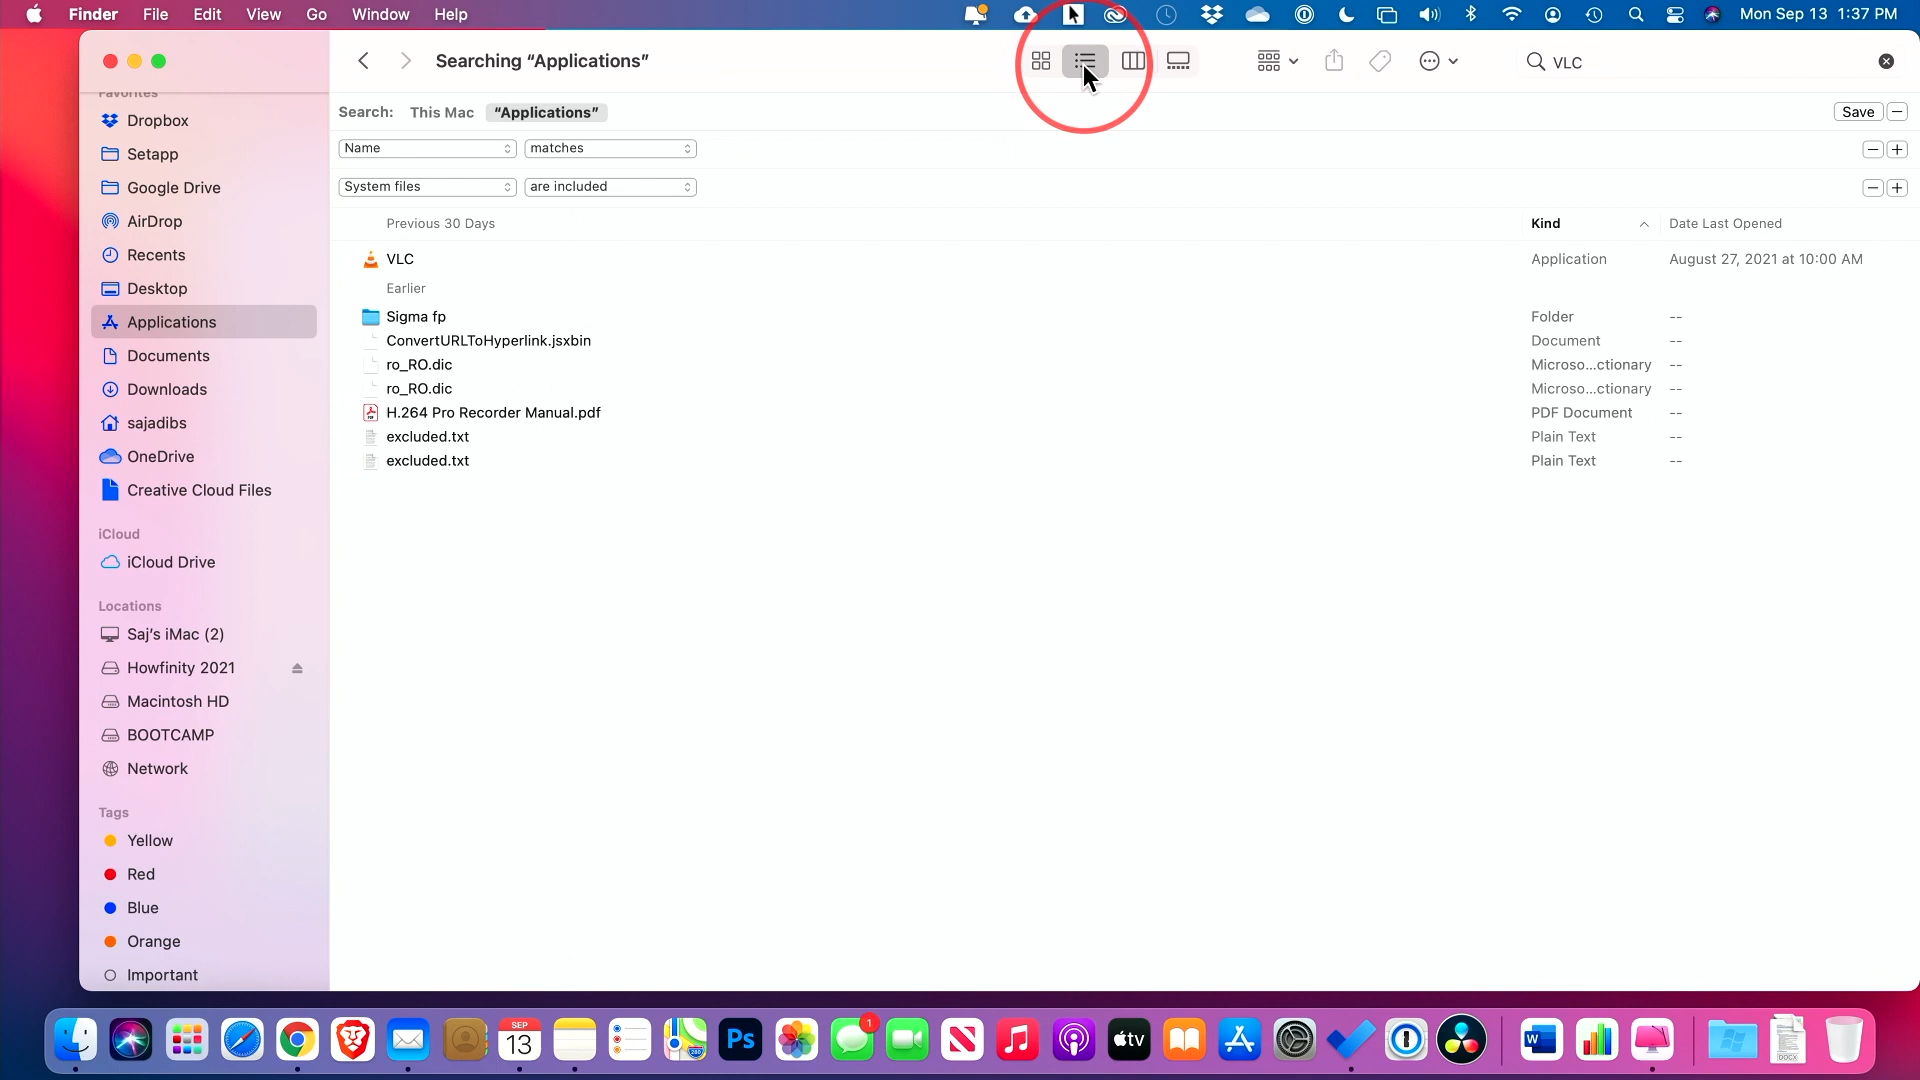 Finder File Edit View Go Window Help Mon Sep 13 1:37 PM
Searching “Applications”
VLC
Favorites
Dropbox
Setapp
Google Drive
AirDrop
Recents
Desktop
Applications
Documents
Downloads
sajadibs
OneDrive
Creative Cloud Files
iCloud
iCloud Drive
Locations
Saj's iMac (2)
Howfinity 2021
Macintosh HD
BOOTCAMP
Network
Tags
Yellow
Red
Blue
Orange
Important
Search: This Mac “Applications” Save
Name matches
System files are included
Previous 30 Days Kind Date Last Opened
VLC Application August 27, 2021 at 10:00 AM
Earlier
Sigma fp Folder --
ConvertURLToHyperlink.jsxbin Document --
ro_RO.dic Microso...ctionary --
ro_RO.dic Microso...ctionary --
H.264 Pro Recorder Manual.pdf PDF Document --
excluded.txt Plain Text --
excluded.txt Plain Text --
SEP
13
280
Ps
1
tv
W
DOCX